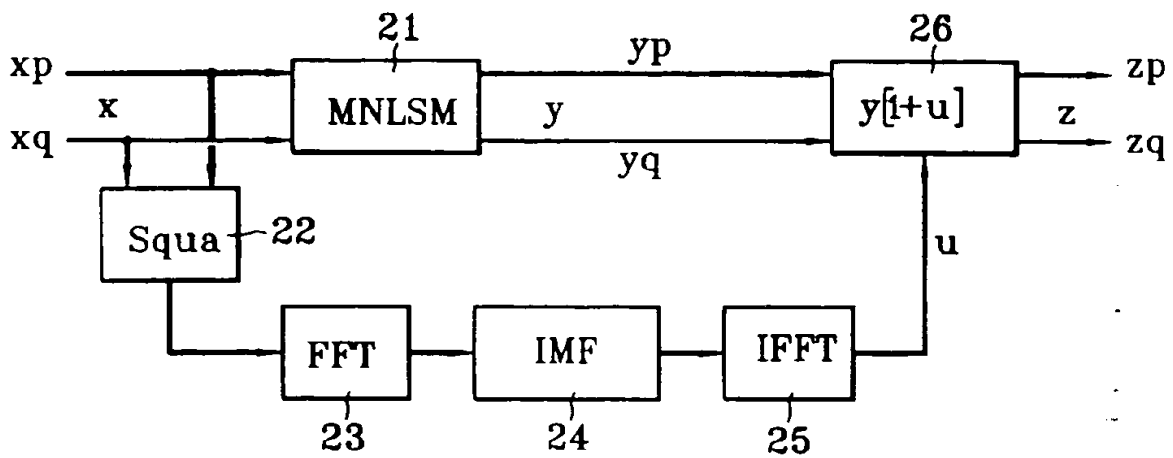 21
26
xp
yp
zp
x
MNLSM
y
y[1+u]
z
xq
yq
zq
Squa
22
u
FFT
IMF
IFFT
23
24
25